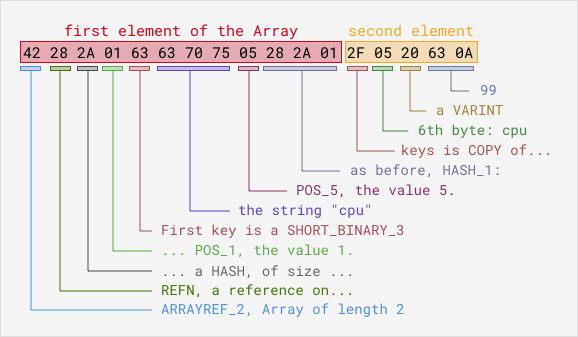 first element of the Array second element
42 28 2A 01 63 63 70 75 05 28 2A 01 2F 05 20 63 0A
99
a VARINT
6th byte: cpu
keys is COPY of...
as before, HASH_1:
POS_5, the value 5.
the string "cpu"
First key is a SHORT_BINARY_3
... POS_1, the value 1.
... a HASH, of size ...
REFN, a reference on...
ARRAYREF_2, Array of length 2